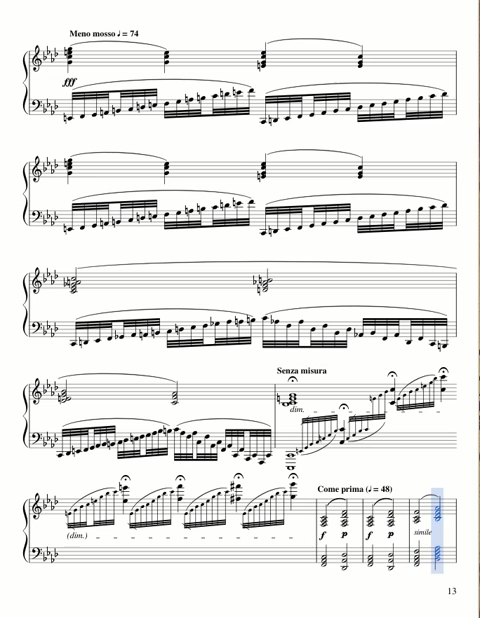 Meno mosso ♩ = 74
fff
Senza misura
dim.
Come prima (♩ = 48)
(dim.)
f p f p simile
13